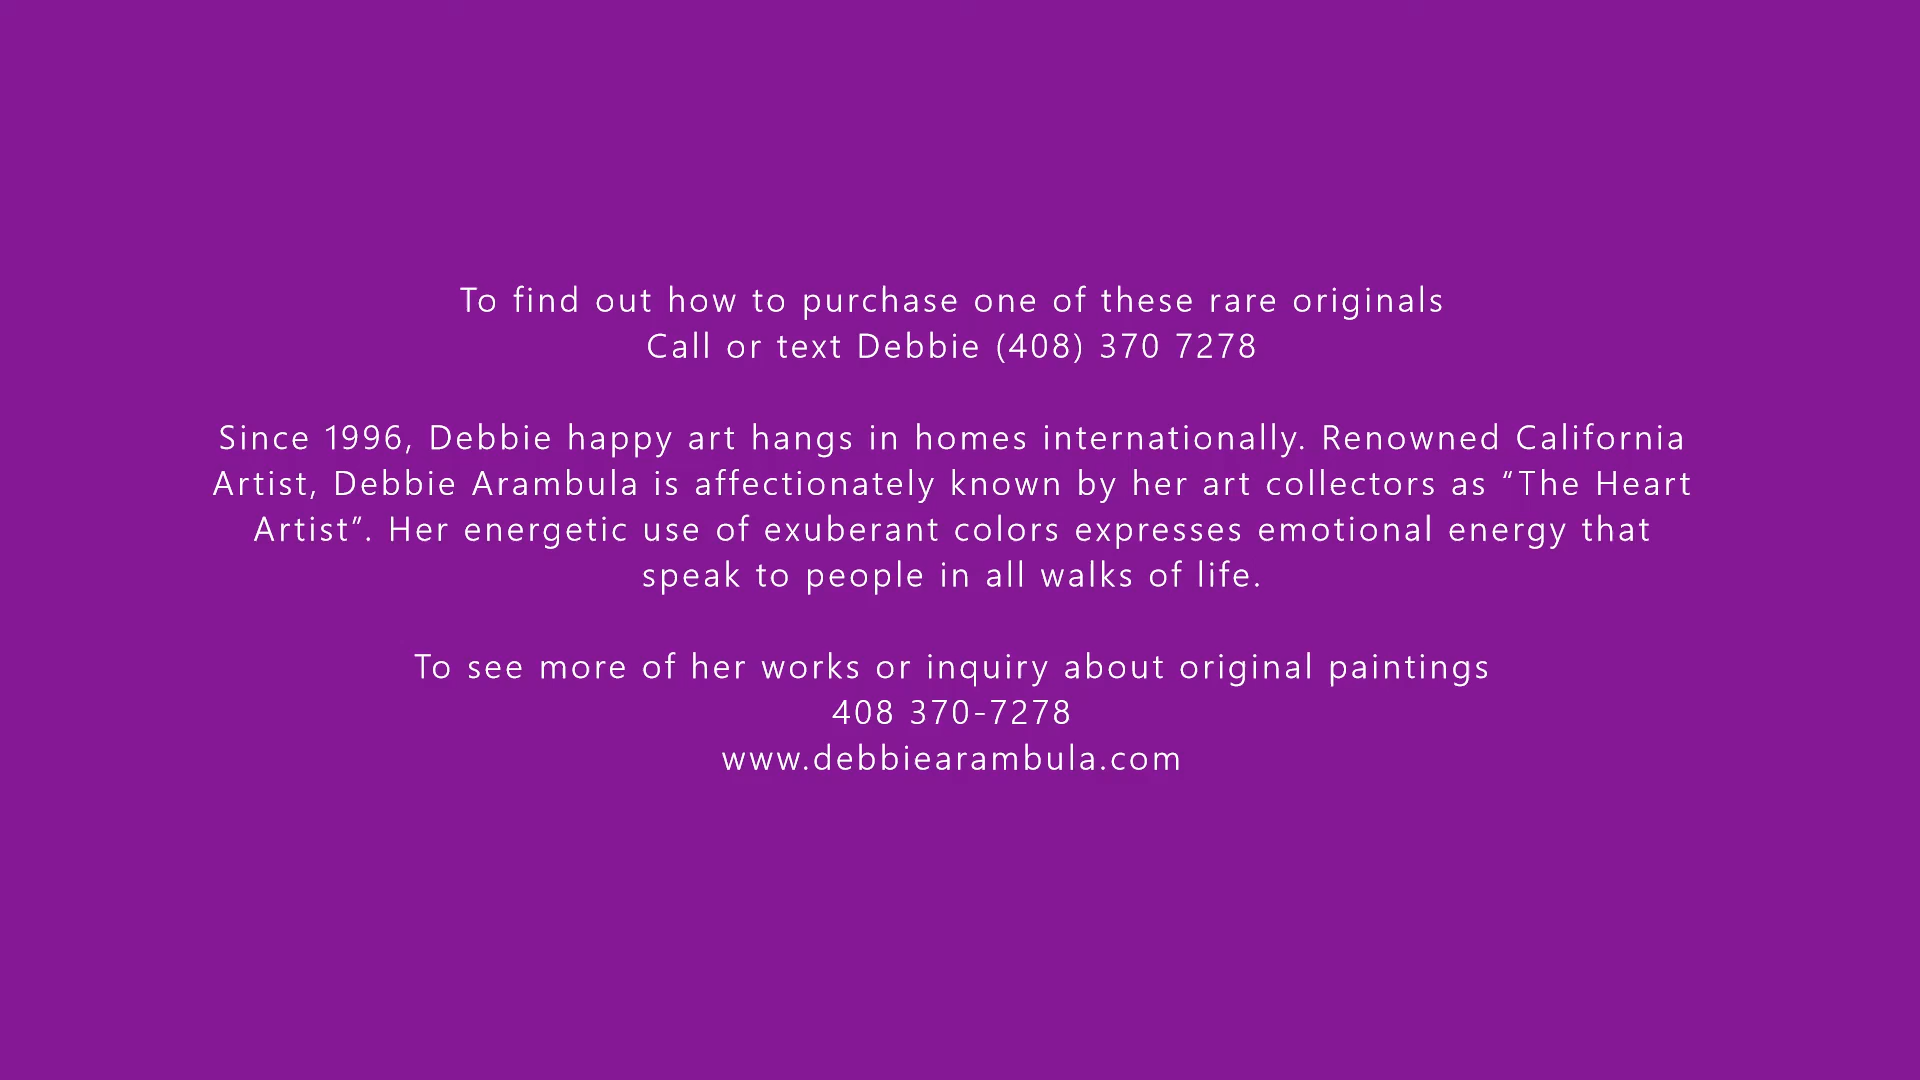 To find out how to purchase one of these rare originals
Call or text Debbie (408) 370 7278
Since 1996, Debbie happy art hangs in homes internationally. Renowned California
Artist, Debbie Arambula is affectionately known by her art collectors as “The Heart
Artist”. Her energetic use of exuberant colors expresses emotional energy that
speak to people in all walks of life.
To see more of her works or inquiry about original paintings
408 370-7278
www.debbiearambula.com